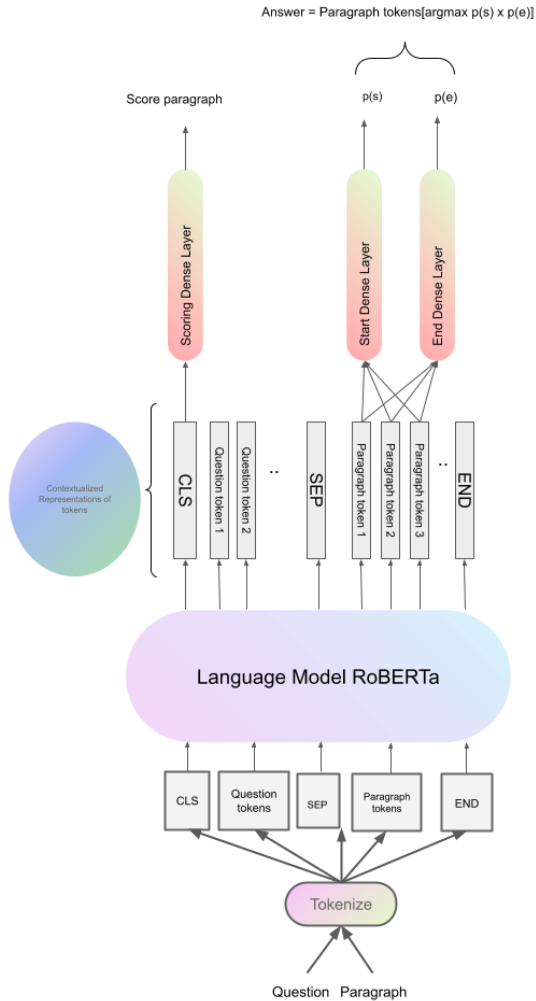 Answer = Paragraph tokens[argmax p(s) x p(e)]
Score paragraph
p(s)
p(e)
Scoring Dense Layer
Start Dense Layer
End Dense Layer
Contextualized
Representations of
tokens
CLS
Question token 1
Question token 2
..
SEP
Paragraph token 1
Paragraph token 2
Paragraph token 3
..
END
Language Model RoBERTa
CLS
Question
tokens
SEP
Paragraph
tokens
END
Tokenize
Question
Paragraph